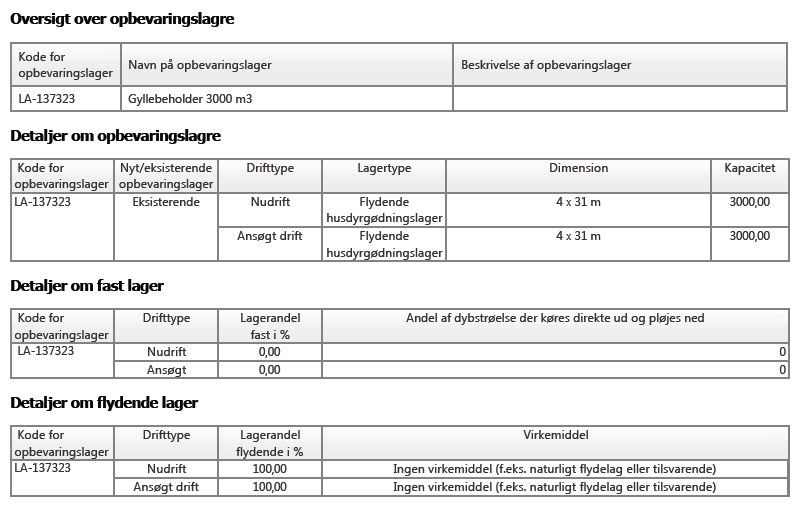 Oversigt over opbevaringslagre
Kode for opbevaringslager Navn på opbevaringslager Beskrivelse af opbevaringslager
LA-137323 Gyllebeholder 3000 m3
Detaljer om opbevaringslagre
Kode for Nyt/eksisterende Drifttype Lagertype Dimension Kapacitet
opbevaringslager opbevaringslager
LA-137323 Eksisterende Nudrift Flydende 4 x 31 m 3000,00
husdyrgødningslager
Ansøgt drift Flydende 4 x 31 m 3000,00
husdyrgødningslager
Detaljer om fast lager
Kode for Drifttype Lagerandel Andel af dybstrøelse der køres direkte ud og pløjes ned
opbevaringslager fast i %
LA-137323 Nudrift 0,00 0
Ansøgt 0,00 0
Detaljer om flydende lager
Kode for Drifttype Lagerandel Virkemiddel
opbevaringslager flydende i %
LA-137323 Nudrift 100,00 Ingen virkemiddel (f.eks. naturligt flydelag eller tilsvarende)
Ansøgt drift 100,00 Ingen virkemiddel (f.eks. naturligt flydelag eller tilsvarende)